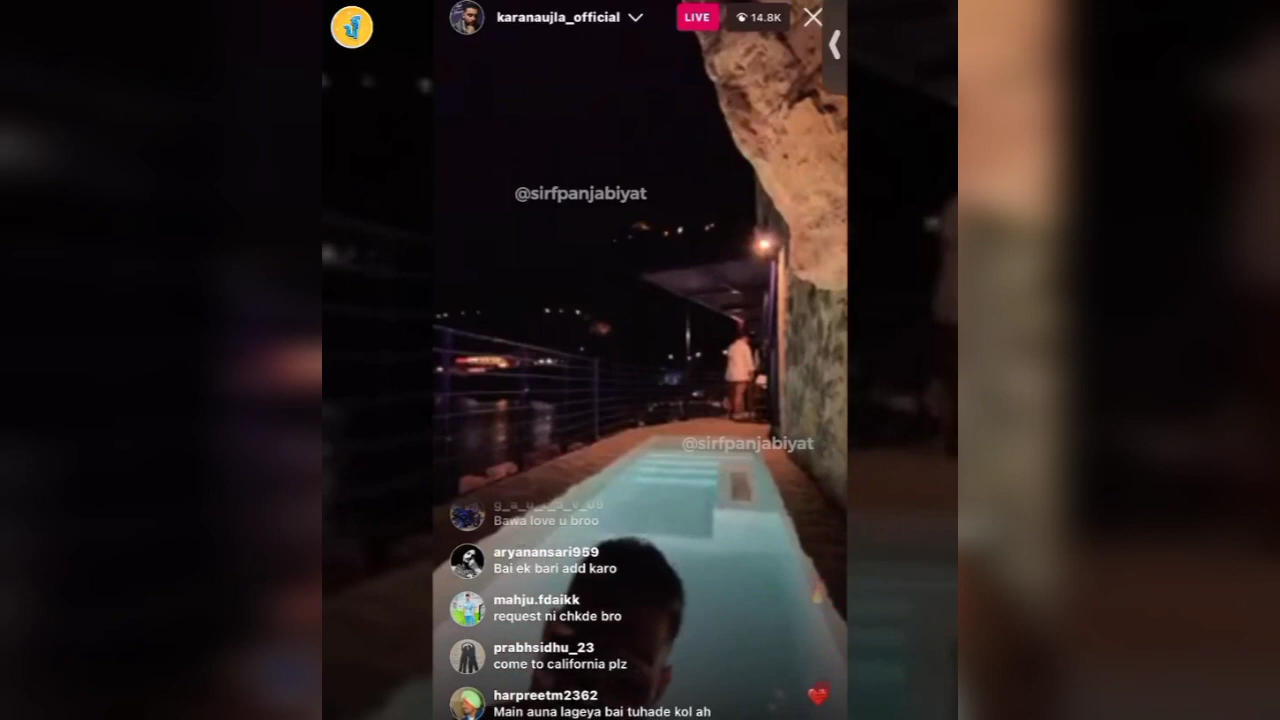 karanaujla_official
LIVE
14.8K
@sirfpanjabiyat
@sirfpanjabiyat
Bawa love u broo
aryanansari959
Bai ek bari add karo
mahju.fdaikk
request ni chkde bro
prabhsidhu_23
come to california plz
harpreetm2362
Main auna lageya bai tuhade kol ah